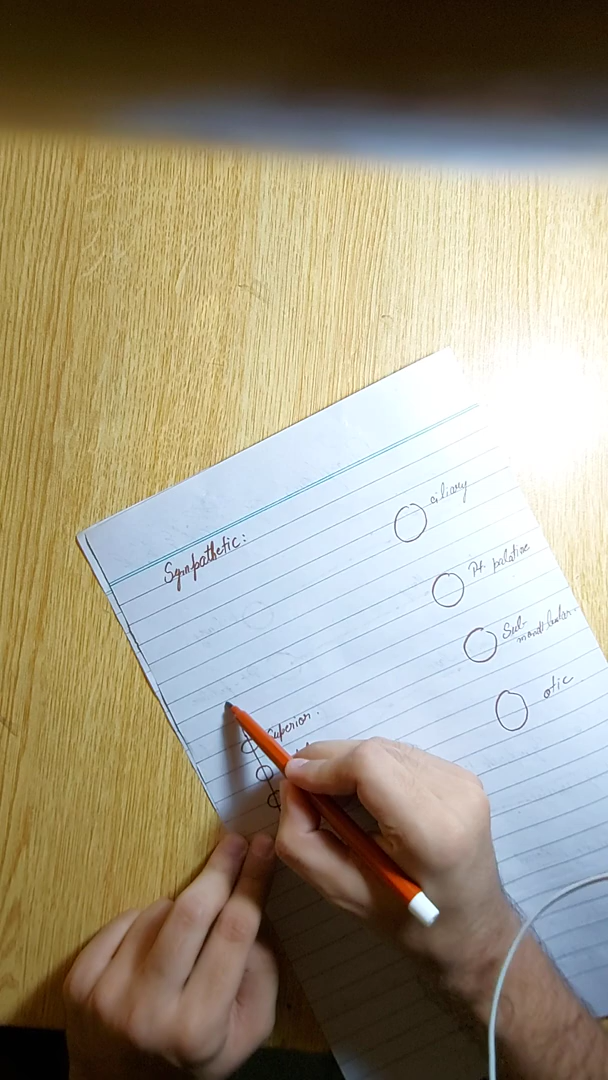 Sympathetic:
ciliary
Pt. palatine
Sub-
mandibular
otic
Superior.